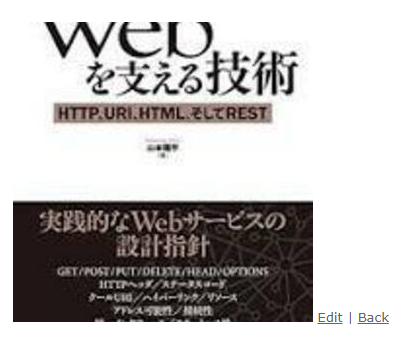 Web
を支える技術
HTTP、URI、HTML、そしてREST
山本陽平
実践的なWebサービスの
設計指針
GET/POST/PUT/DELETE/HEAD/OPTIONS
HTTPヘッダ/ステータスコード
クールURI/ハイパーリンク/リソース
アドレス可能性/接続性
Edit | Back